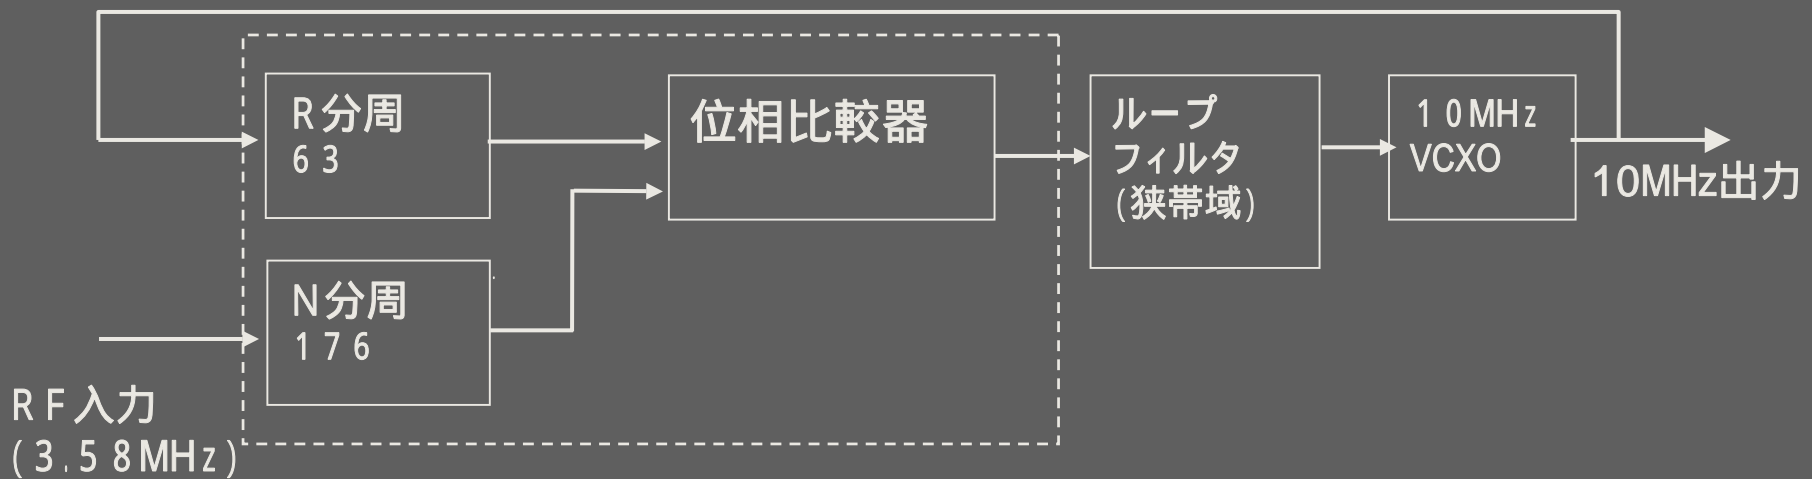 R分周
63
位相比較器
ループ
フィルタ
(狭帯域)
10MHz
VCXO
10MHz出力
N分周
176
RF入力
(3.58MHz)